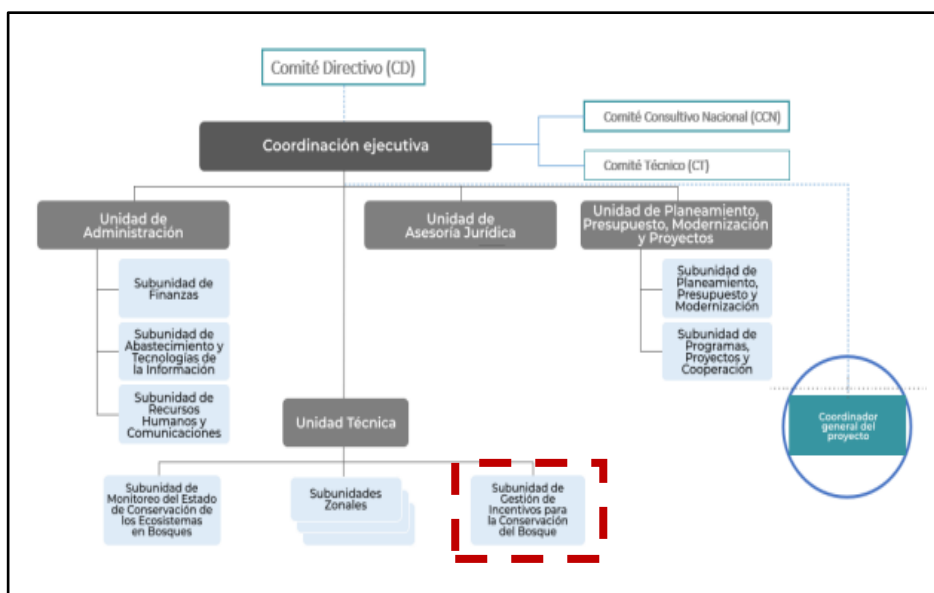 Comité Directivo (CD)
Coordinación ejecutiva
Comité Consultivo Nacional (CCN)
Comité Técnico (CT)
Unidad de
Administración
Unidad de
Asesoría Jurídica
Unidad de Planeamiento,
Presupuesto, Modernización
y Proyectos
Subunidad de
Finanzas
Subunidad de
Planeamiento,
Presupuesto y
Modernización
Subunidad de
Abastecimiento y
Tecnologías de
la Información
Subunidad de
Programas,
Proyectos y
Cooperación
Subunidad de
Recursos
Humanos y
Comunicaciones
Coordinador
general del
proyecto
Unidad Técnica
Subunidad de
Monitoreo del Estado
de Conservación de
los Ecosistemas
en Bosques
Subunidades
Zonales
Subunidad de
Gestión de
Incentivos para
la Conservación
del Bosque